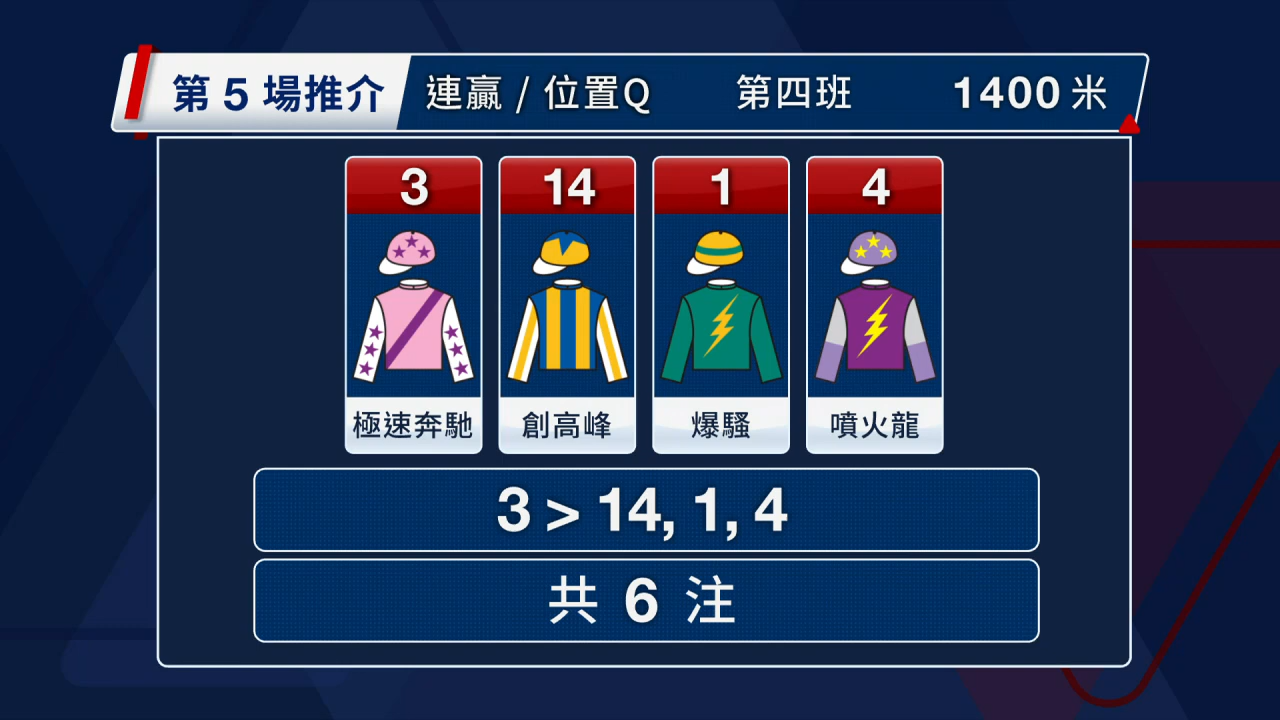 第 5 場推介 連贏 / 位置Q 第四班 1400 米
3 14 1 4
極速奔馳 創高峰 爆騷 噴火龍
3 > 14, 1, 4
共 6 注